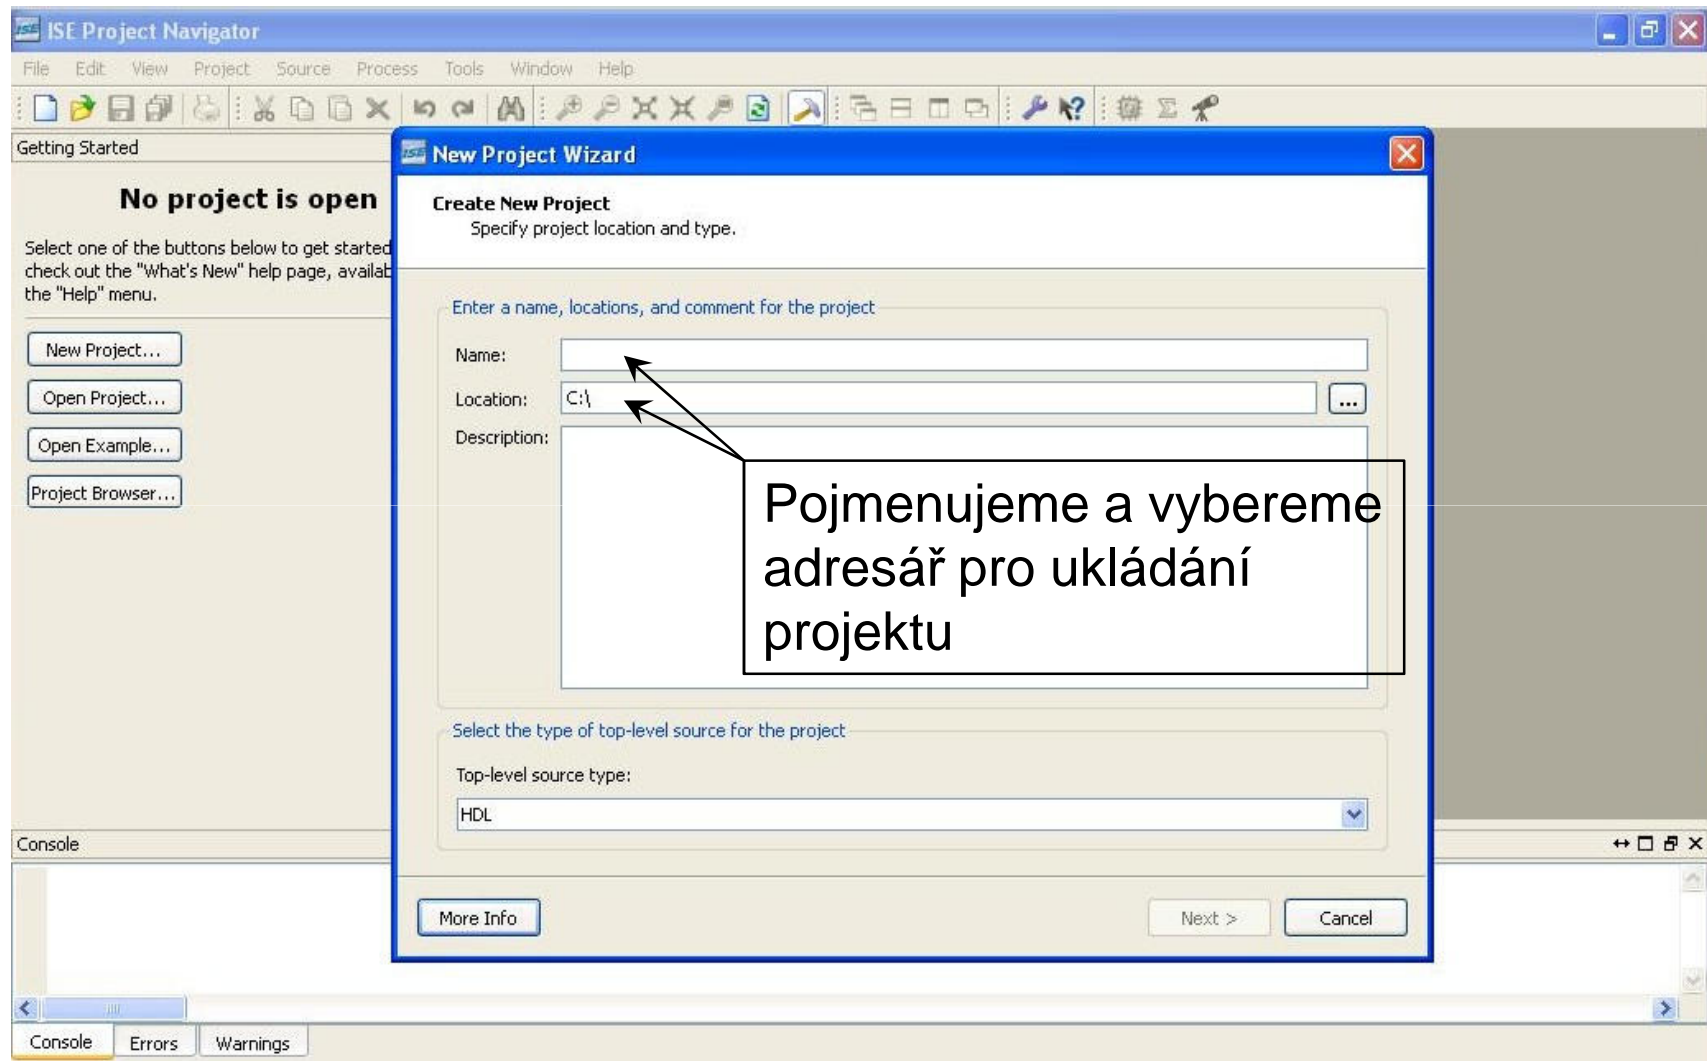 ISE Project Navigator
File Edit View Project Source Process Tools Window Help
Getting Started
No project is open
Select one of the buttons below to get started
check out the "What's New" help page, availab
the "Help" menu.
New Project...
Open Project...
Open Example...
Project Browser...
New Project Wizard
Create New Project
Specify project location and type.
Enter a name, locations, and comment for the project
Name:
Location: C:\
...
Description:
Pojmenujeme a vybereme
adresář pro ukládání
projektu
Select the type of top-level source for the project
Top-level source type:
HDL
More Info
Next >
Cancel
Console
Console Errors Warnings